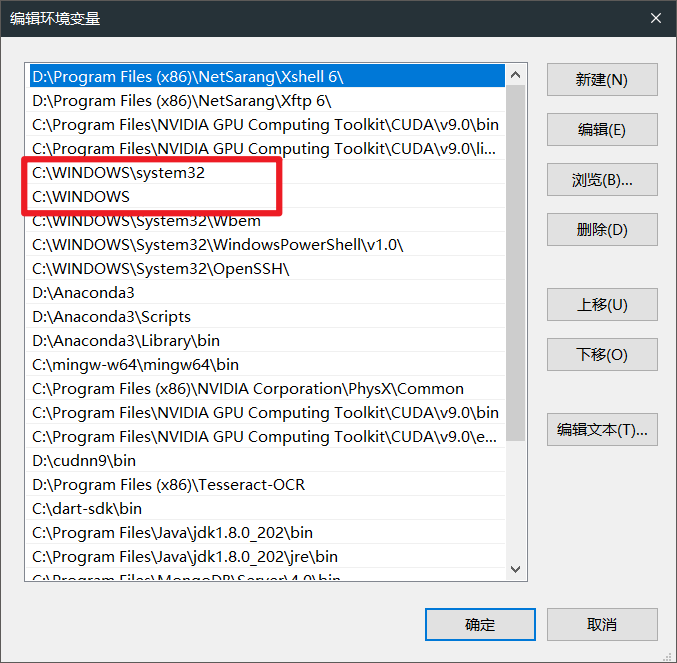 编辑环境变量
D:\Program Files (x86)\NetSarang\Xshell 6\
D:\Program Files (x86)\NetSarang\Xftp 6\
C:\Program Files\NVIDIA GPU Computing Toolkit\CUDA\v9.0\bin
C:\Program Files\NVIDIA GPU Computing Toolkit\CUDA\v9.0\li...
C:\WINDOWS\system32
C:\WINDOWS
C:\WINDOWS\System32\Wbem
C:\WINDOWS\System32\WindowsPowerShell\v1.0\
C:\WINDOWS\System32\OpenSSH\
D:\Anaconda3
D:\Anaconda3\Scripts
D:\Anaconda3\Library\bin
C:\mingw-w64\mingw64\bin
C:\Program Files (x86)\NVIDIA Corporation\PhysX\Common
C:\Program Files\NVIDIA GPU Computing Toolkit\CUDA\v9.0\bin
C:\Program Files\NVIDIA GPU Computing Toolkit\CUDA\v9.0\e...
D:\cudnn9\bin
D:\Program Files (x86)\Tesseract-OCR
C:\dart-sdk\bin
C:\Program Files\Java\jdk1.8.0_202\bin
C:\Program Files\Java\jdk1.8.0_202\jre\bin
C:\Program Files\MongoDB\Server\4.0\bin
新建(N)
编辑(E)
浏览(B)...
删除(D)
上移(U)
下移(O)
编辑文本(T)...
确定
取消